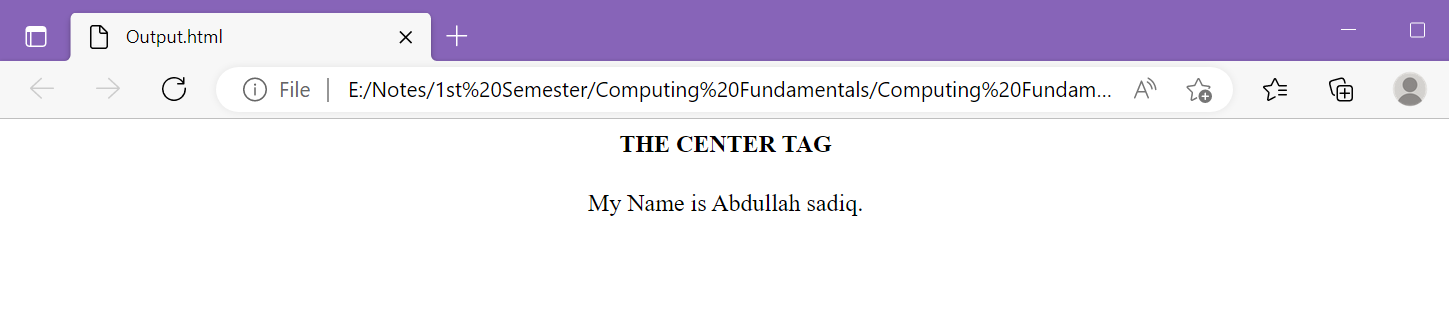 Output.html
File | E:/Notes/1st%20Semester/Computing%20Fundamentals/Computing%20Fundam...
THE CENTER TAG
My Name is Abdullah sadiq.